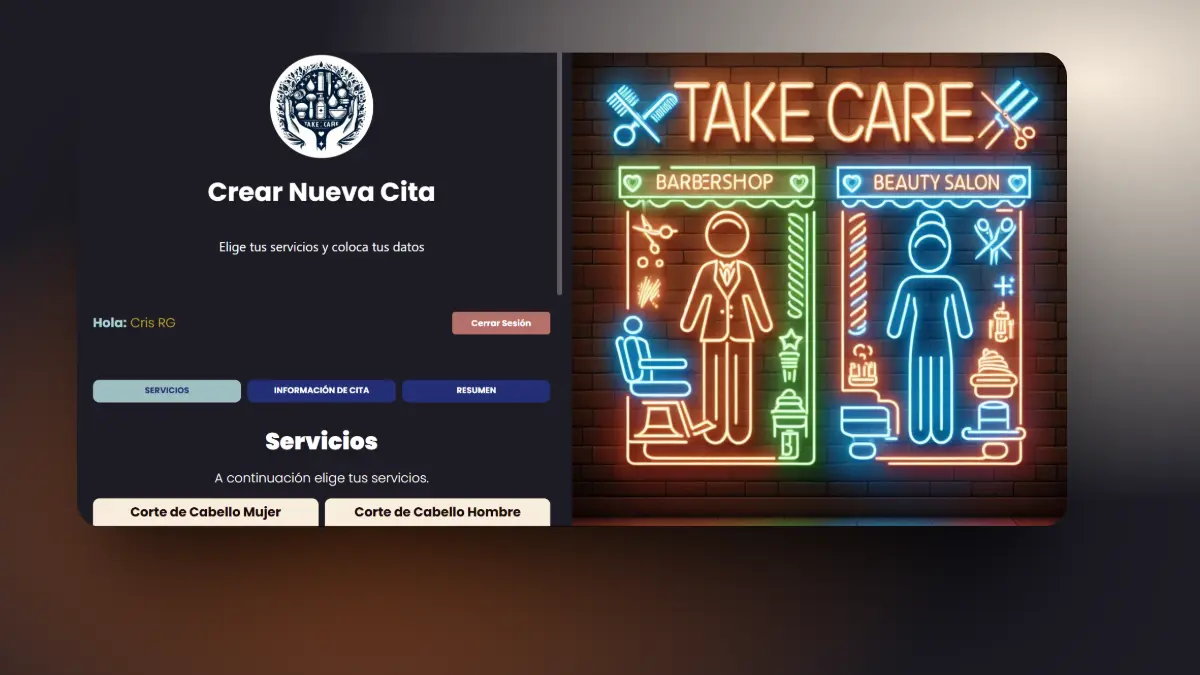 TAKE CARE
Crear Nueva Cita
Elige tus servicios y coloca tus datos
Hola: Cris RG
Cerrar Sesión
SERVICIOS
INFORMACIÓN DE CITA
RESUMEN
Servicios
A continuación elige tus servicios.
Corte de Cabello Mujer
Corte de Cabello Hombre
TAKE CARE
BARBERSHOP
BEAUTY SALON